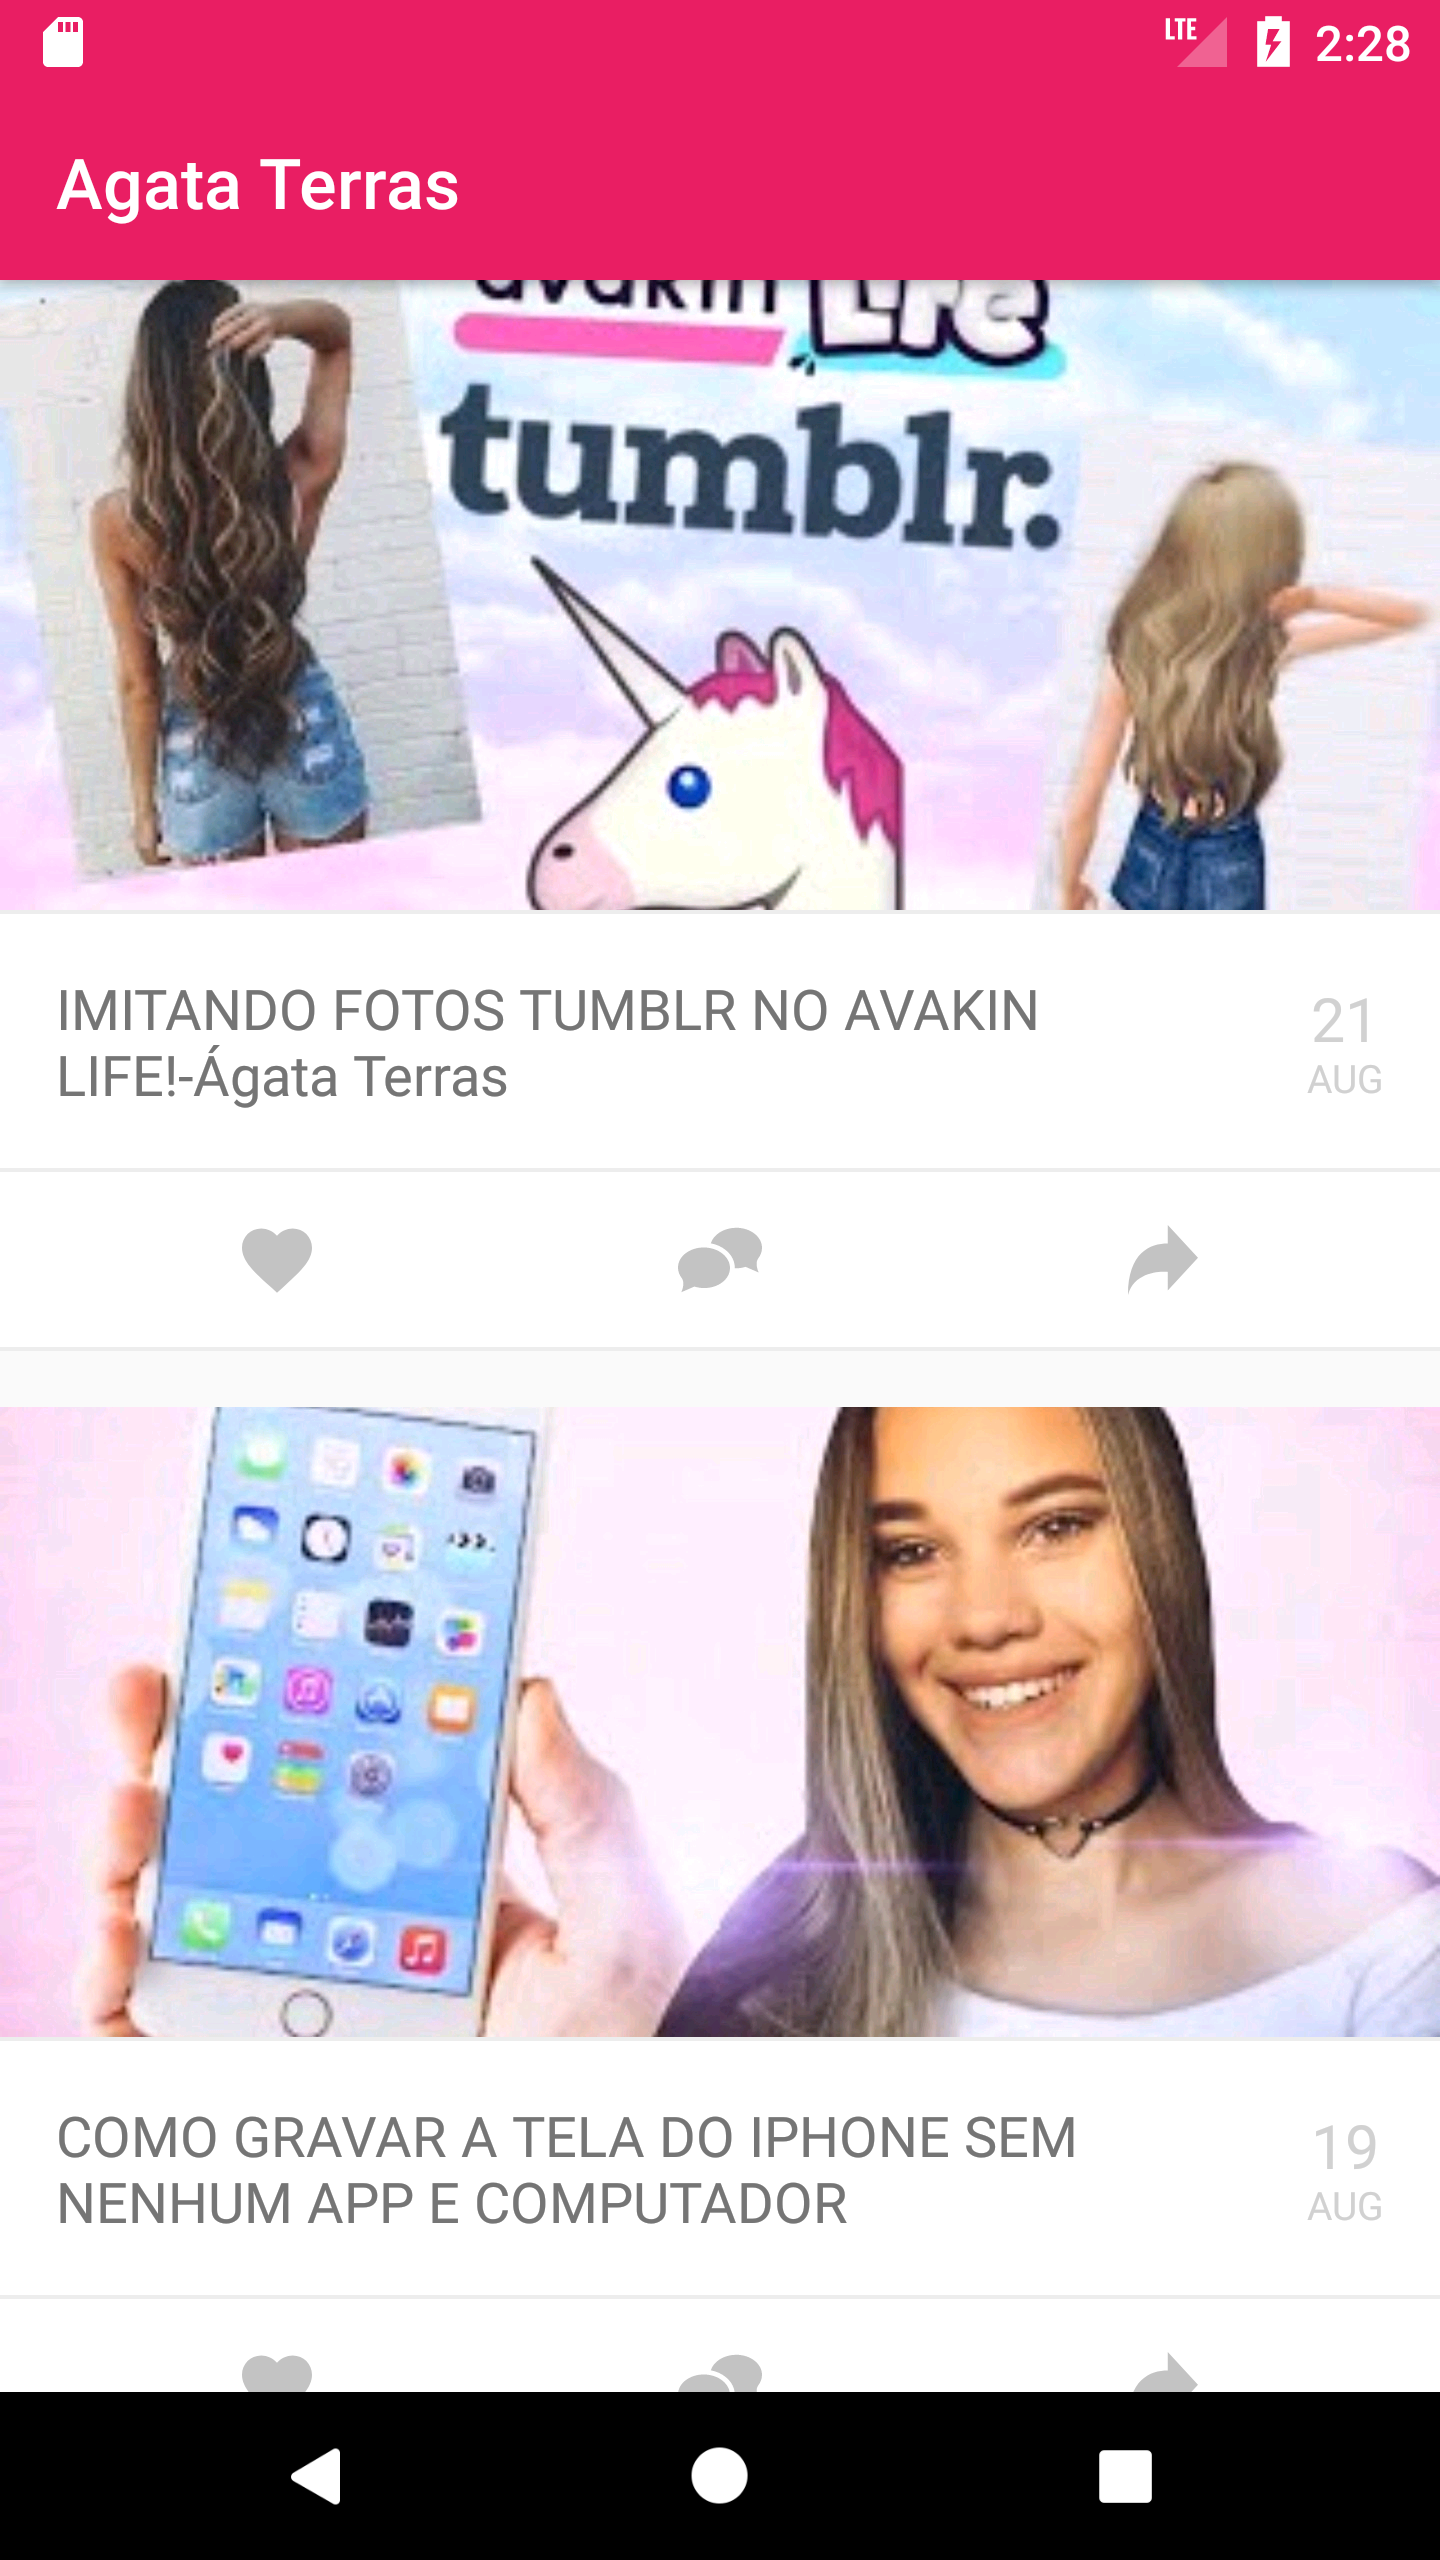 LTE 2:28
Agata Terras
avakin Life
tumblr.
IMITANDO FOTOS TUMBLR NO AVAKIN
LIFE!-Ágata Terras
21
AUG
COMO GRAVAR A TELA DO IPHONE SEM
NENHUM APP E COMPUTADOR
19
AUG